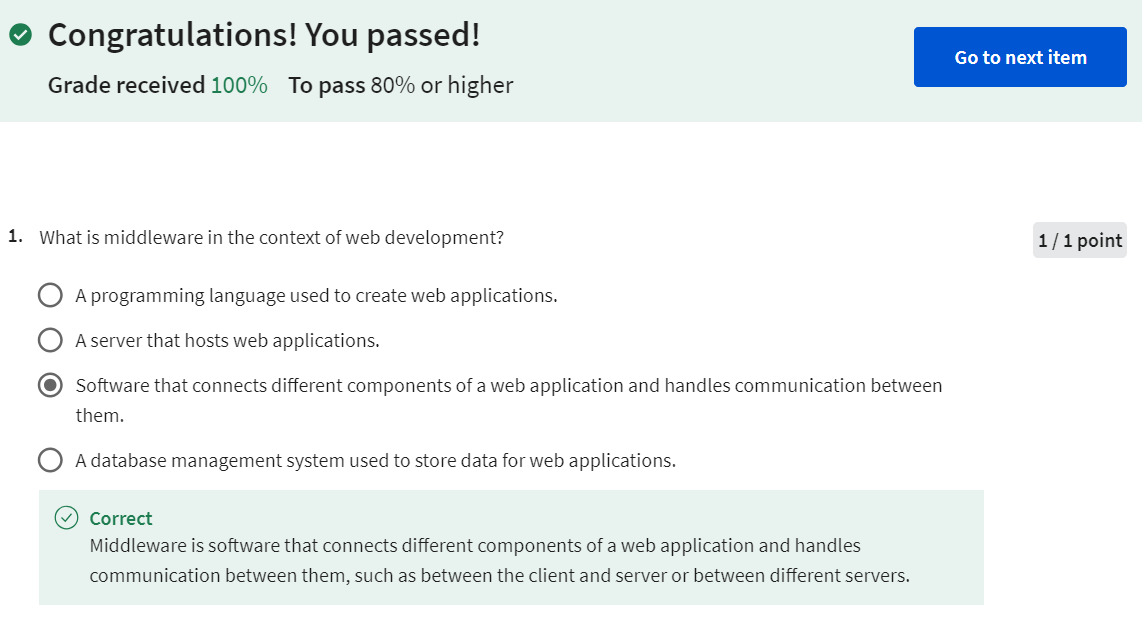 Congratulations! You passed!
Go to next item
Grade received 100% To pass 80% or higher
1. What is middleware in the context of web development?
1 / 1 point
A programming language used to create web applications.
A server that hosts web applications.
Software that connects different components of a web application and handles communication between
them.
A database management system used to store data for web applications.
Correct
Middleware is software that connects different components of a web application and handles
communication between them, such as between the client and server or between different servers.